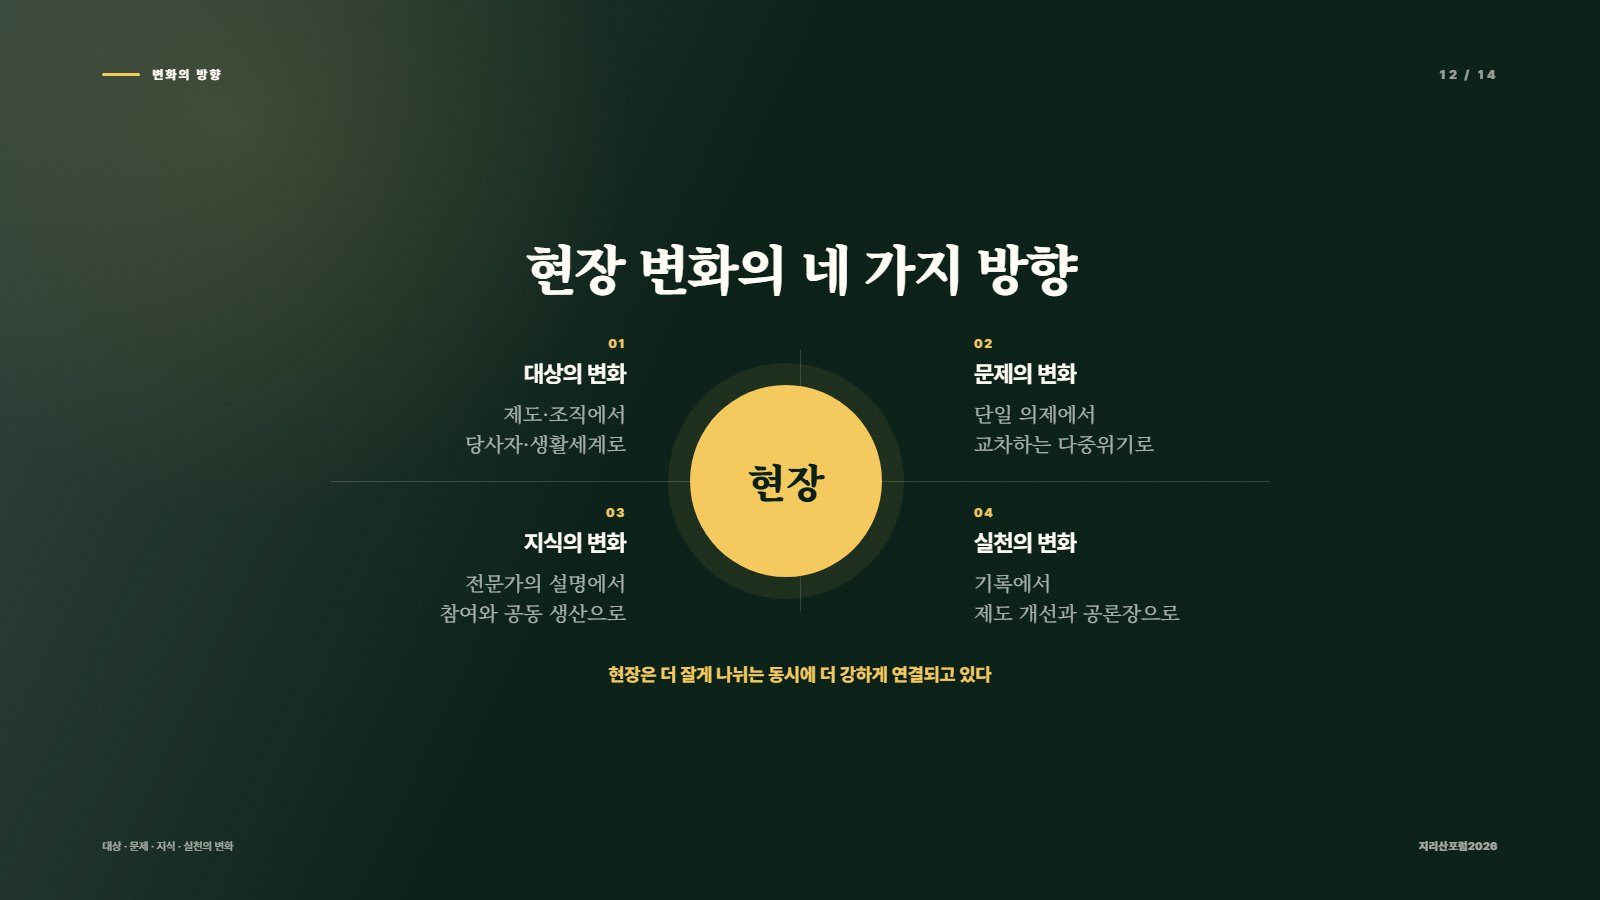 변화의 방향
12 / 14
현장 변화의 네 가지 방향
01
대상의 변화
제도·조직에서
당사자·생활세계로
02
문제의 변화
단일 의제에서
교차하는 다중위기로
현장
03
지식의 변화
전문가의 설명에서
참여와 공동 생산으로
04
실천의 변화
기록에서
제도 개선과 공론장으로
현장은 더 잘게 나뉘는 동시에 더 강하게 연결되고 있다
대상 · 문제 · 지식 · 실천의 변화
지리산포럼2026